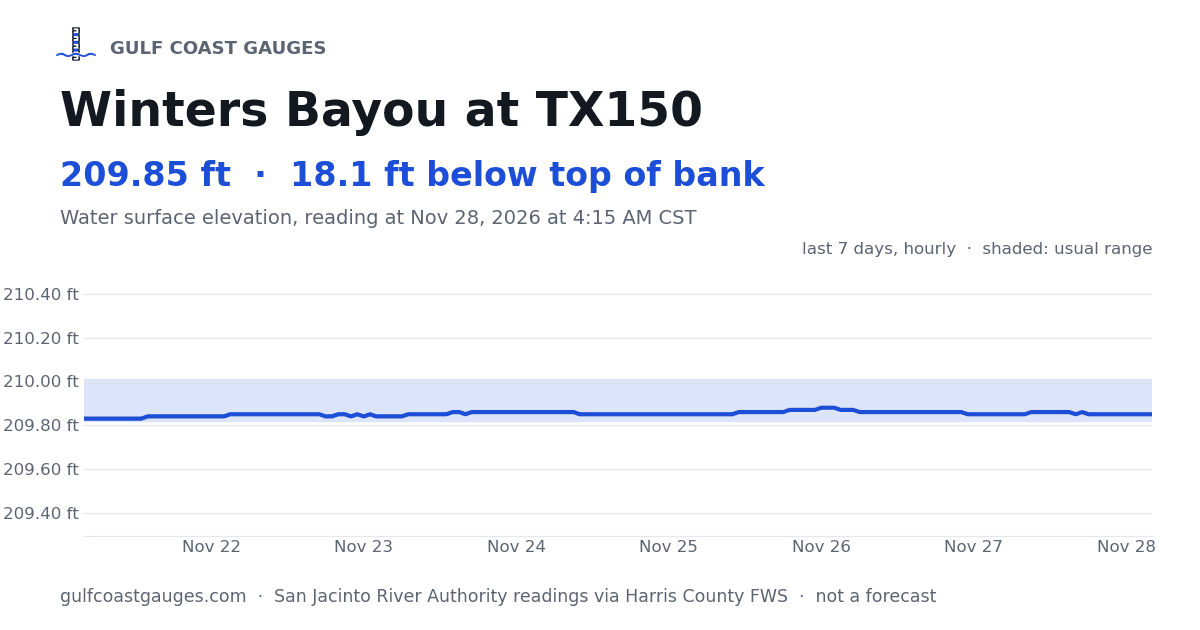 GULF COAST GAUGES
Winters Bayou at TX150
209.85 ft · 18.1 ft below top of bank
Water surface elevation, reading at Nov 28, 2026 at 4:15 AM CST
last 7 days, hourly · shaded: usual range
210.40 ft
210.20 ft
210.00 ft
209.80 ft
209.60 ft
209.40 ft
Nov 22 Nov 23 Nov 24 Nov 25 Nov 26 Nov 27 Nov 28
gulfcoastgauges.com · San Jacinto River Authority readings via Harris County FWS · not a forecast